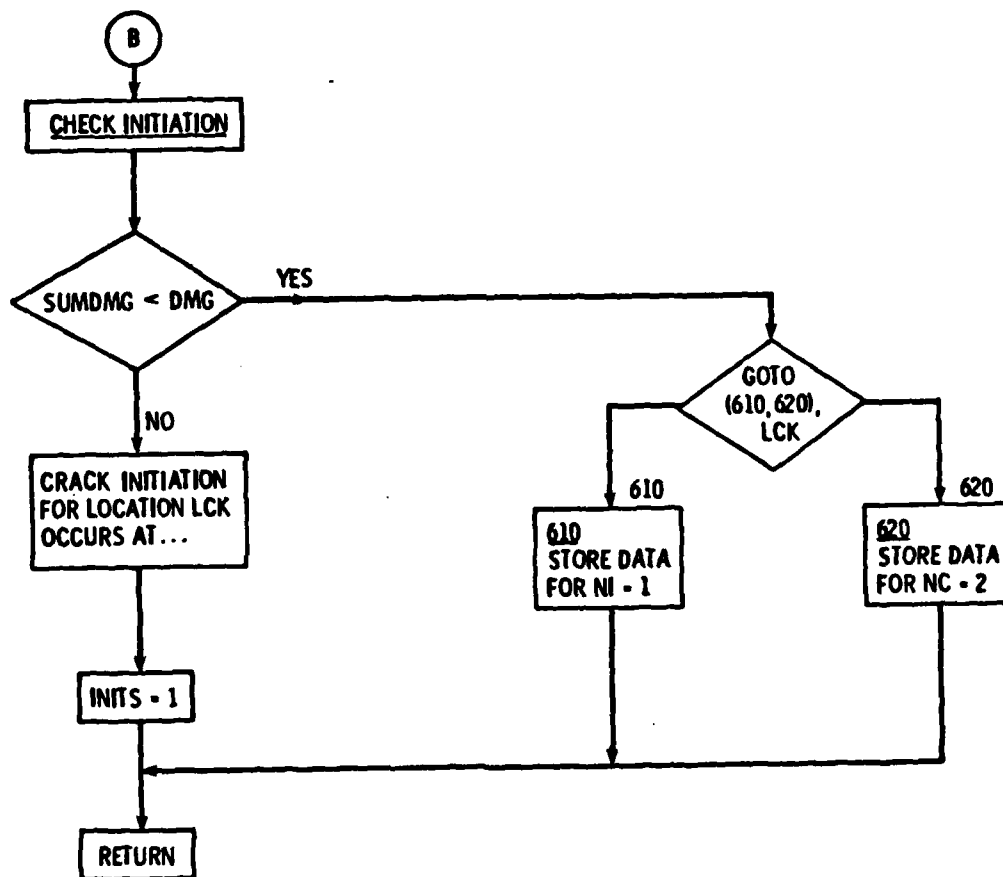 B
CHECK INITIATION
SUMDMG < DMG
YES
NO
GOTO
(610, 620),
LCK
CRACK INITIATION
FOR LOCATION LCK
OCCURS AT...
610
610
STORE DATA
FOR NI = 1
620
620
STORE DATA
FOR NC = 2
INITS = 1
RETURN